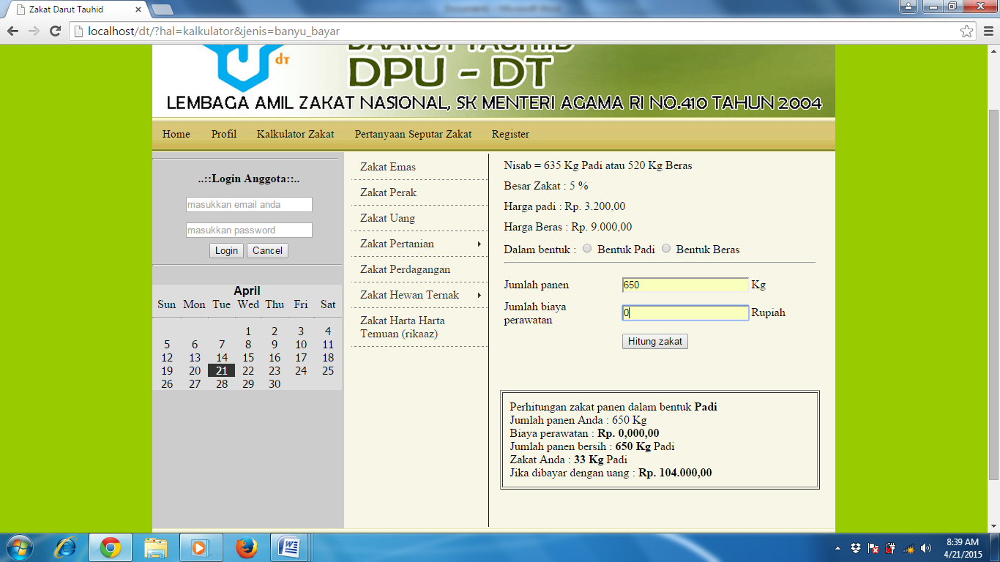 Zakat Darut Tauhid
localhost/dt/?hal=kalkulator&jenis=banyu_bayar
DAARUT TAUHIID
dt
DPU - DT
LEMBAGA AMIL ZAKAT NASIONAL, SK MENTERI AGAMA RI NO.410 TAHUN 2004
Home Profil Kalkulator Zakat Pertanyaan Seputar Zakat Register
..::Login Anggota::..
masukkan email anda
masukkan password
Login Cancel
April
Sun Mon Tue Wed Thu Fri Sat
1 2 3 4
5 6 7 8 9 10 11
12 13 14 15 16 17 18
19 20 21 22 23 24 25
26 27 28 29 30
Zakat Emas
Zakat Perak
Zakat Uang
Zakat Pertanian
Zakat Perdagangan
Zakat Hewan Ternak
Zakat Harta Harta
Temuan (rikaaz)
Nisab = 635 Kg Padi atau 520 Kg Beras
Besar Zakat : 5 %
Harga padi : Rp. 3.200,00
Harga Beras : Rp. 9.000,00
Dalam bentuk : Bentuk Padi Bentuk Beras
Jumlah panen 650 Kg
Jumlah biaya
perawatan 0 Rupiah
Hitung zakat
Perhitungan zakat panen dalam bentuk Padi
Jumlah panen Anda : 650 Kg
Biaya perawatan : Rp. 0,000,00
Jumlah panen bersih : 650 Kg Padi
Zakat Anda : 33 Kg Padi
Jika dibayar dengan uang : Rp. 104.000,00
8:39 AM
4/21/2015